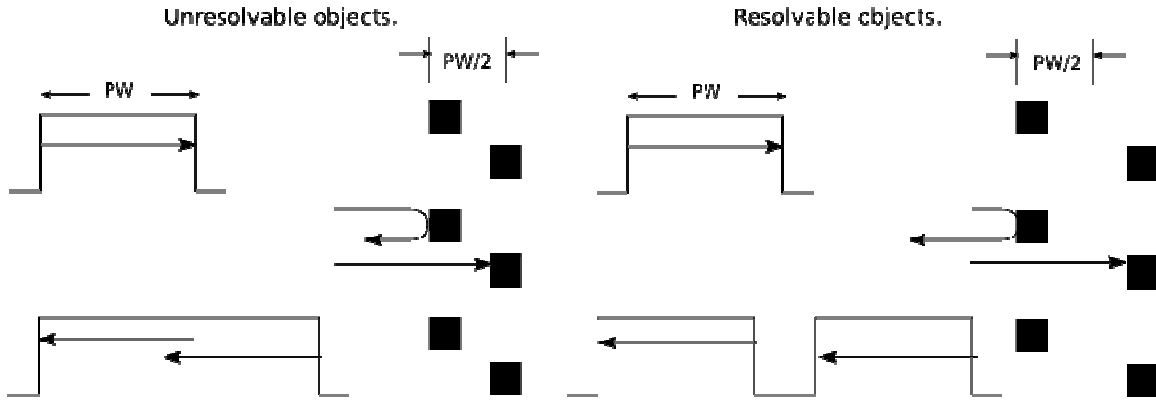 Unresolvable objects.
Resolvable objects.
PW/2
PW/2
PW
PW